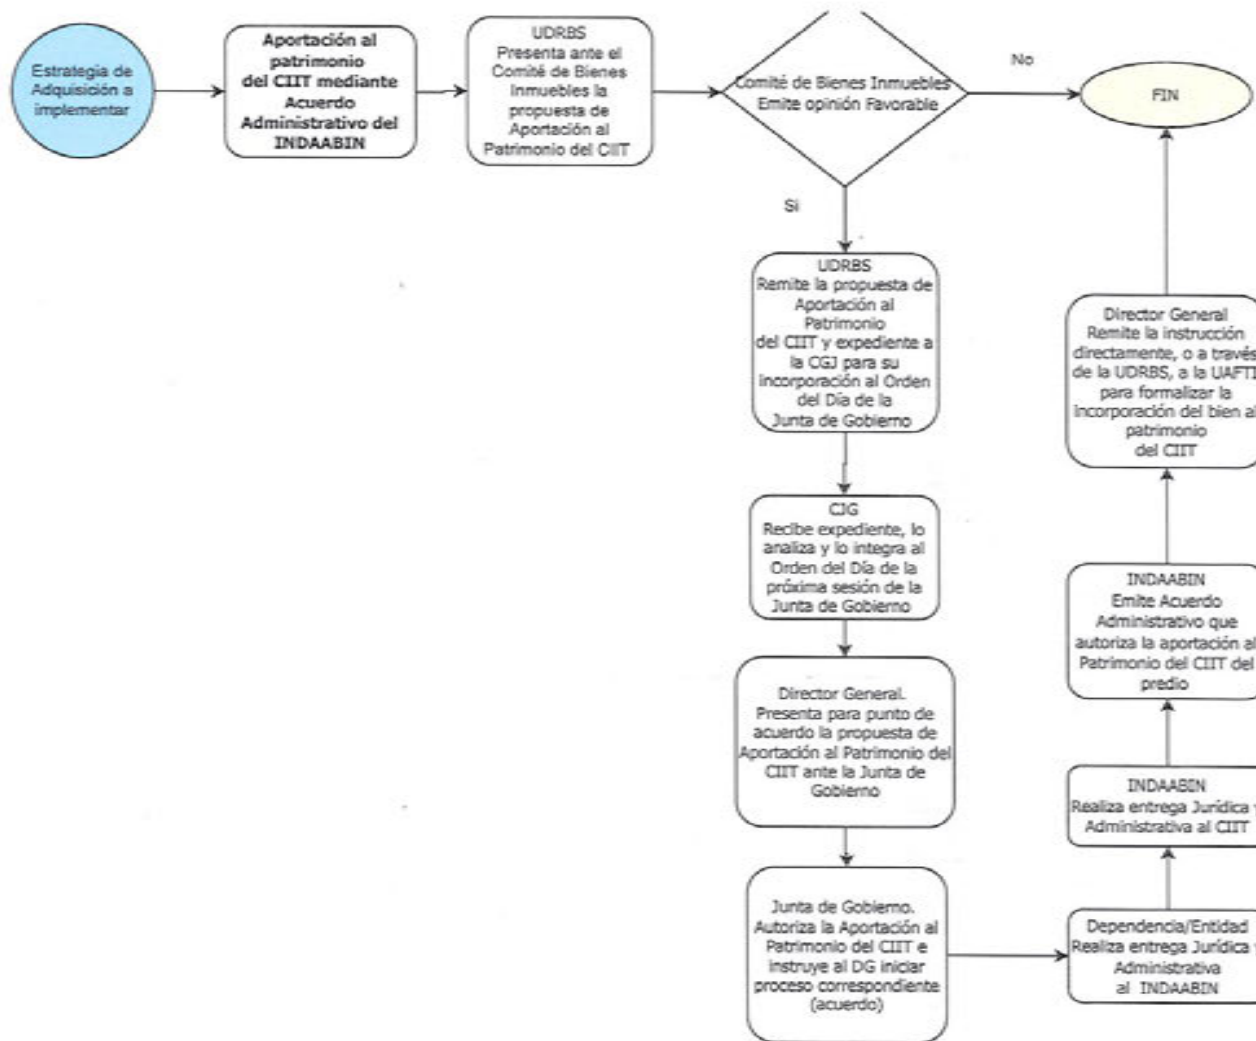 Estrategia de
Adquisición a
implementar
Aportación al
patrimonio
del CIIT mediante
Acuerdo
Administrativo del
INDAABIN
UDRBS
Presenta ante el
Comité de Bienes
Inmuebles la
propuesta de
Aportación al
Patrimonio del CIIT
Comité de Bienes Inmuebles
Emite opinión Favorable
No
FIN
Si
UDRBS
Remite la propuesta de
Aportación al
Patrimonio
del CIIT y expediente a
la CGJ para su
incorporación al Orden
del Día de la
Junta de Gobierno
CJG
Recibe expediente, lo
analiza y lo integra al
Orden del Día de la
próxima sesión de la
Junta de Gobierno
Director General.
Presenta para punto de
acuerdo la propuesta de
Aportación al Patrimonio del
CIIT ante la Junta de
Gobierno
Junta de Gobierno.
Autoriza la Aportación al
Patrimonio del CIIT e
instruye al DG iniciar
proceso correspondiente
(acuerdo)
Dependencia/Entidad
Realiza entrega Jurídica y
Administrativa
al INDAABIN
INDAABIN
Realiza entrega Jurídica y
Administrativa al CIIT
INDAABIN
Emite Acuerdo
Administrativo que
autoriza la aportación al
Patrimonio del CIIT del
predio
Director General
Remite la instrucción
directamente, o a través
de la UDRBS, a la UAFTI
para formalizar la
incorporación del bien al
patrimonio
del CIIT